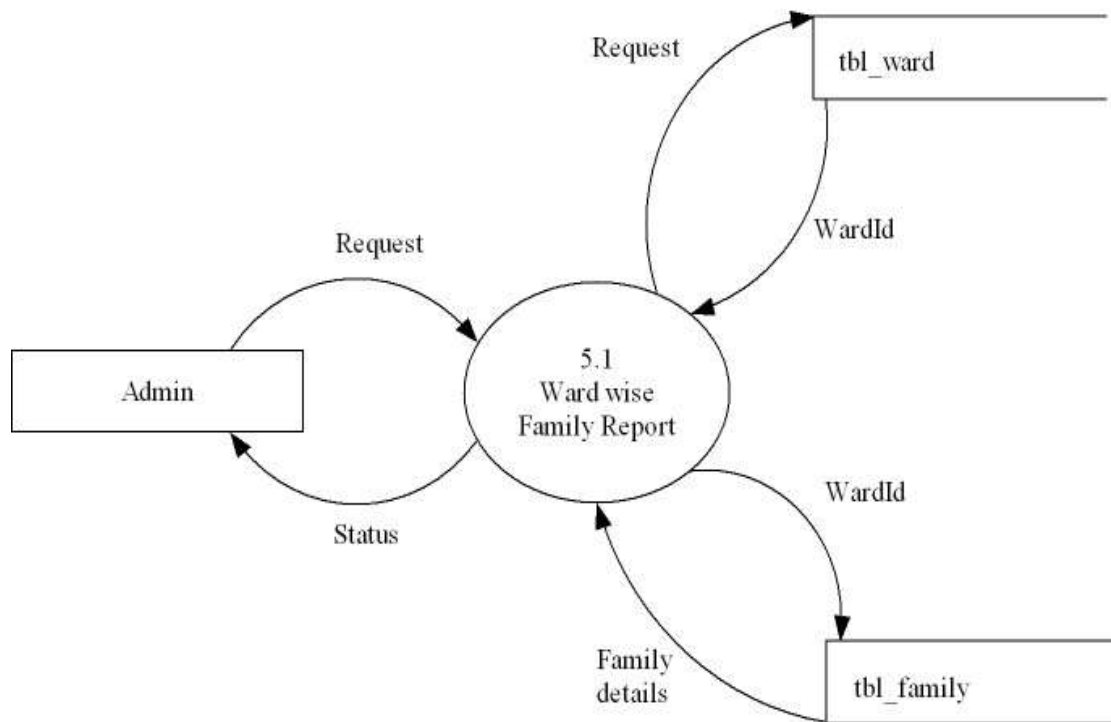 Request
tbl_ward
WardId
Request
5.1
Ward wise
Family Report
Admin
WardId
Status
Family
details
tbl_family